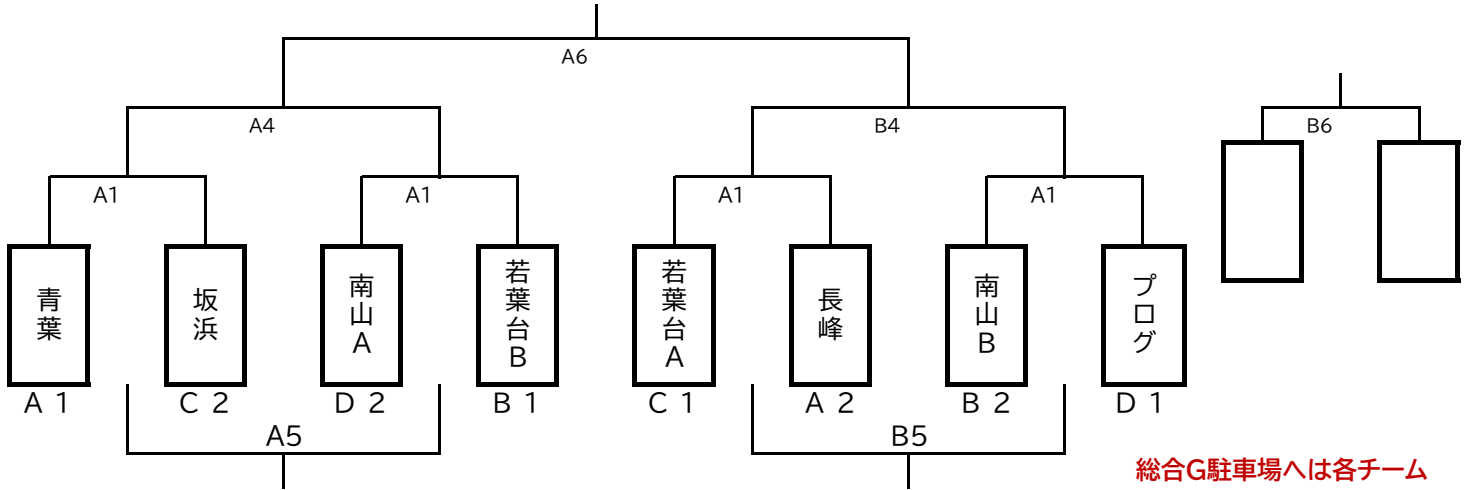 A6
A4
B4
B6
A1
A1
A1
A1
青葉
坂浜
南山A
若葉台B
若葉台A
長峰
南山B
プログ
A 1
C 2
D 2
B 1
C 1
A 2
B 2
D 1
A5
B5
総合G駐車場へは各チーム